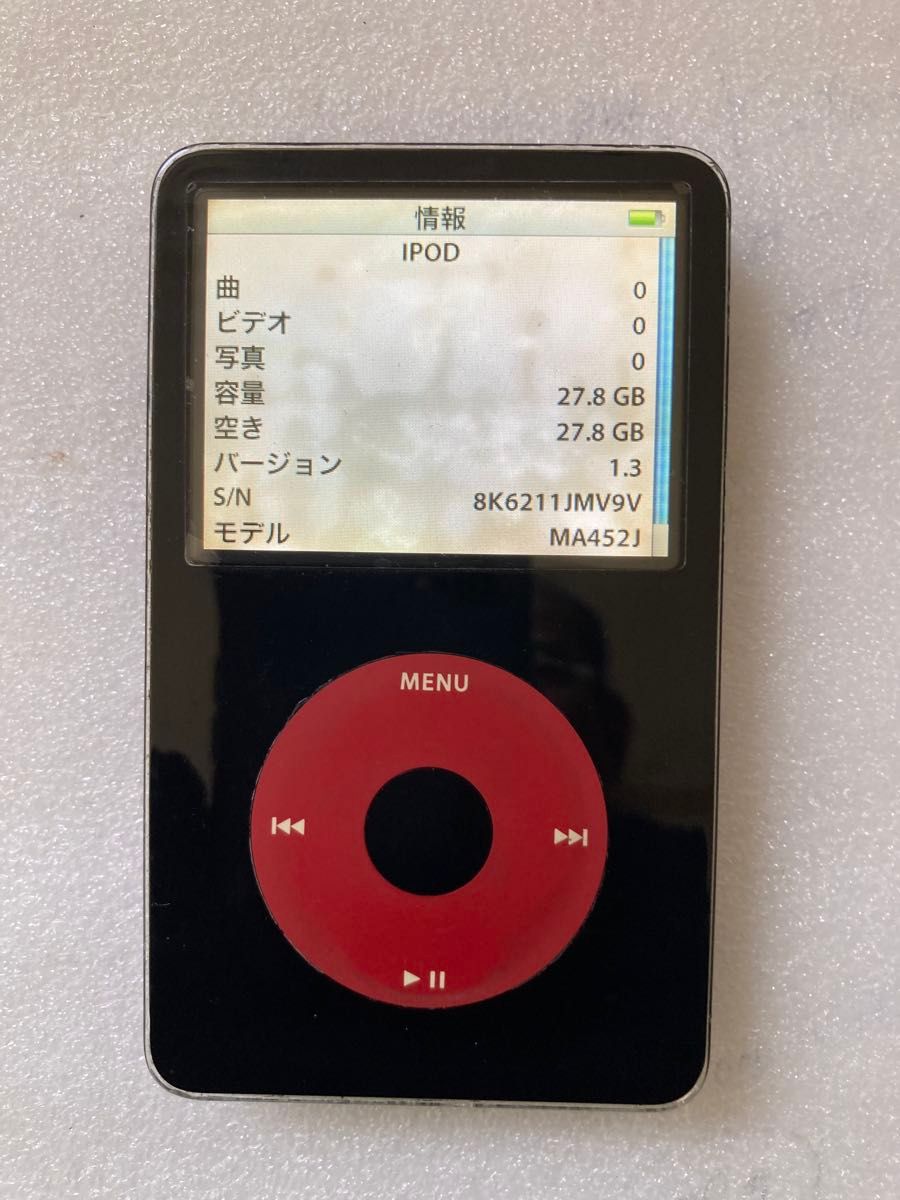 情報
IPOD
曲 0
ビデオ 0
写真 0
容量 27.8 GB
空き 27.8 GB
バージョン 1.3
S/N 8K6211JMV9V
モデル MA452J
MENU